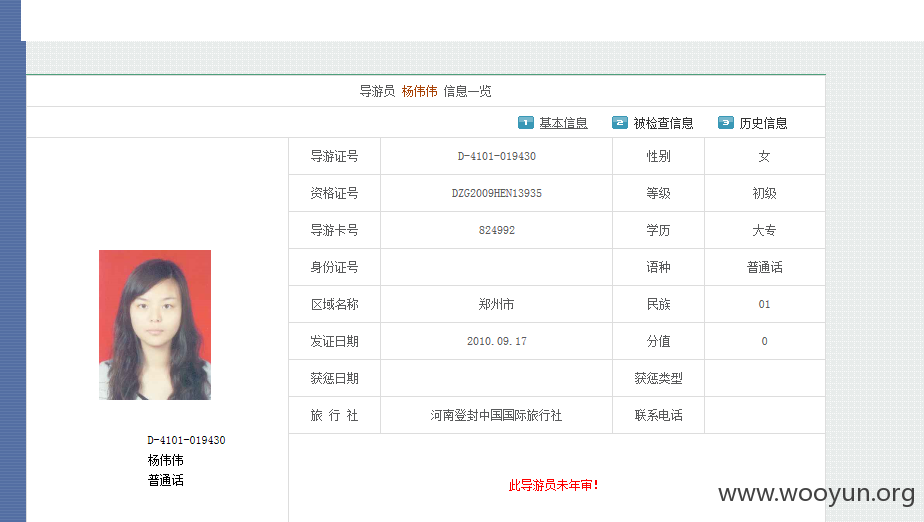 导游员 杨伟伟 信息一览
1 基本信息 2 被检查信息 3 历史信息
导游证号 D-4101-019430 性别 女
资格证号 DZG2009HEN13935 等级 初级
导游卡号 824992 学历 大专
身份证号 语种 普通话
区域名称 郑州市 民族 01
发证日期 2010.09.17 分值 0
获惩日期 获惩类型
旅 行 社 河南登封中国国际旅行社 联系电话
D-4101-019430
杨伟伟
普通话
此导游员未年审!
www.wooyun.org